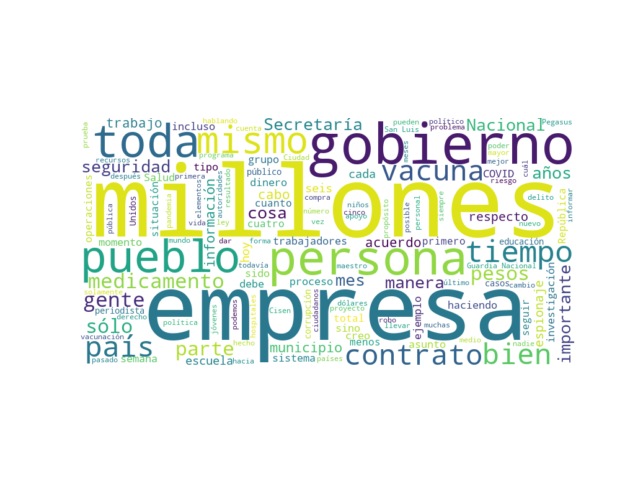 trabajo
incluso
toda
mismo
Secretaría
hablando
cuenta
vez
gobierno
pueden
político
San Luis
problema
Nacional
Pegasus
prueba
recursos
seguridad
tipo
programa
grupo
Ciudad
cada
vacuna
meses
poder
mayor
mejor
COVID
cuál
años
después
Salud
primera
público
dinero
seis
niños
riesgo
delito
operaciones
millones
situación
pública
Unidos
pandemia
vida
elementos
ley
autoridades
información
resultado
cabo
cuanto
compra
cosa
número
cinco
cuatro
apoyo
posible
personal
siempre
respecto
nuevo
República
informar
momento
mundo
dar
hoy
forma
trabajadores
acuerdo
primero
educación
pueblo
todavía
maestro
persona
tiempo
Guardia Nacional
medicamento
solamente
sido
debe
proceso
mes
manera
último
pesos
casos
cambio
gente
periodista
derecho
política
jóvenes
podemos
hospitales
empresa
Cisen
corrupción
ciudadanos
dólares
proyecto
total
sino
robo
llevar
creo
ejemplo
muchas
haciendo
seguir
espionaje
investigación
importante
sólo
vacunación
país
pasado
semana
parte
hecho
escuela
hacia
municipio
sistema
países
menos
contrato
asunto
medio
bien
nadie